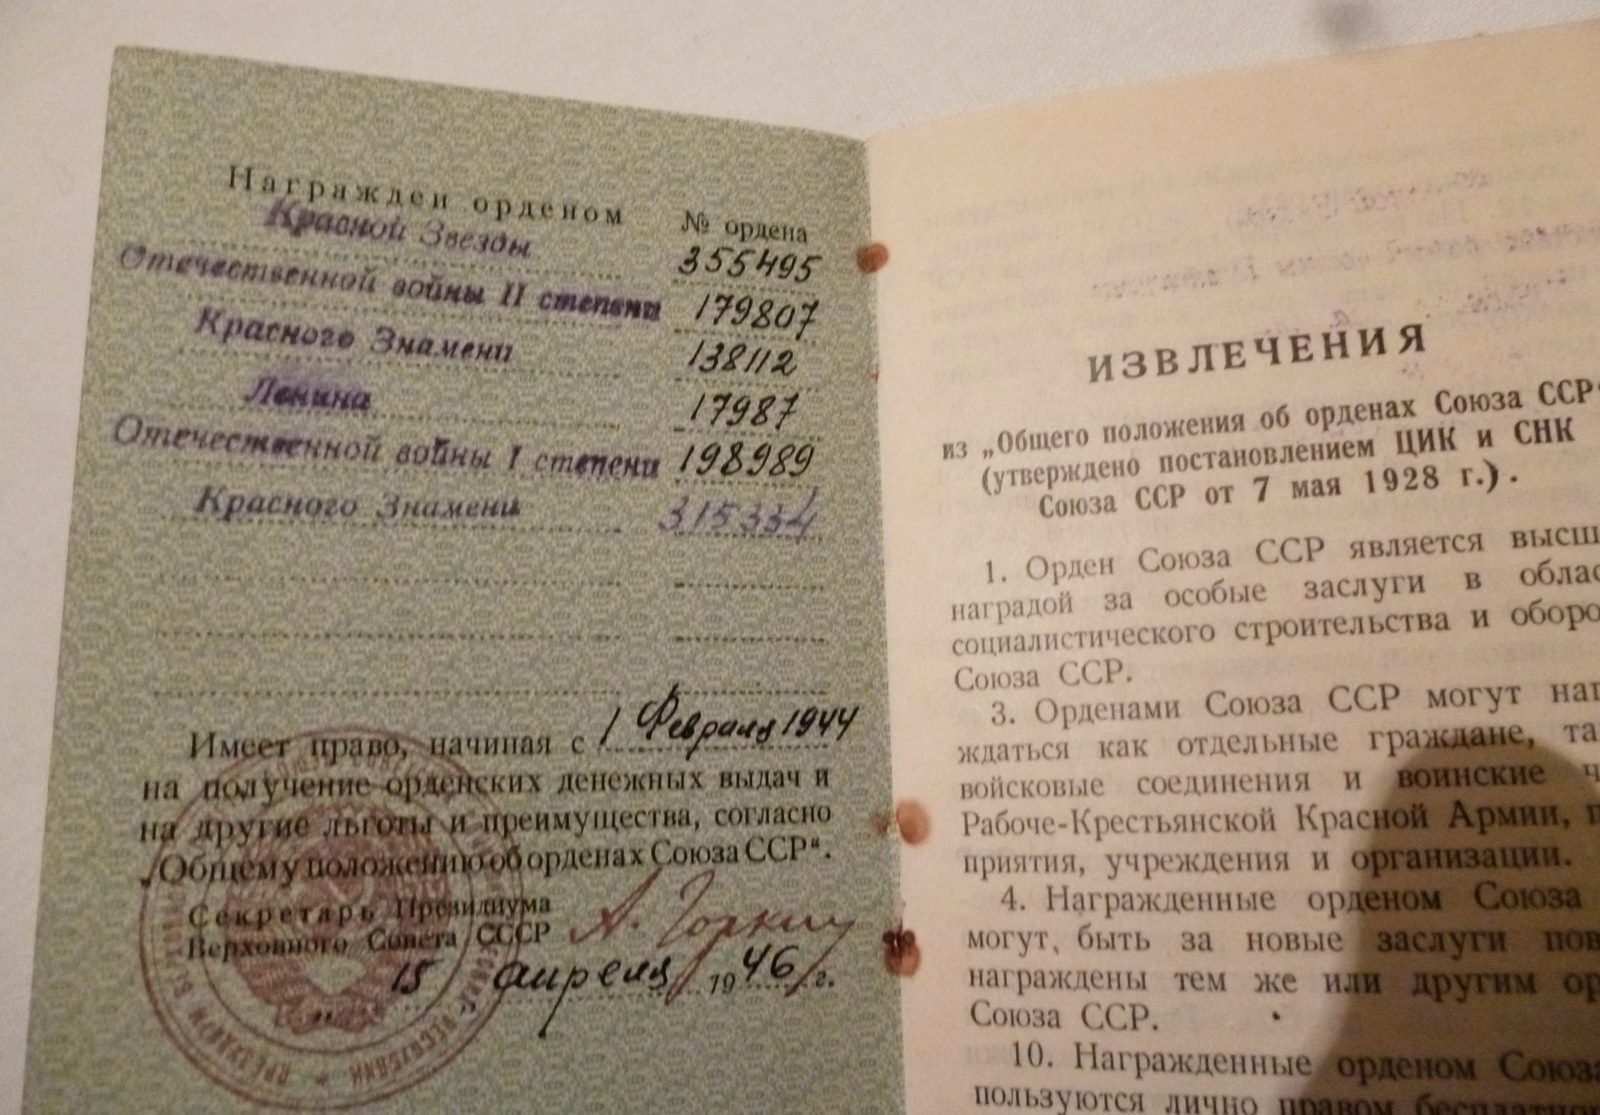 Награжден орденом № ордена
Красной Звезды 355495
Отечественной войны II степени 179807
Красного Знамени 138112
Ленина 17987
Отечественной войны I степени 198989
Красного Знамени 315334
Имеет право, начиная с 1 Февраля 1944
на получение орденских денежных выдач и
на другие льготы и преимущества, согласно
„Общему положению об орденах Союза ССР“.
Секретарь Президиума
Верховного Совета СССР А. Горкин
15 апреля 1946 г.
ИЗВЛЕЧЕНИЯ
из „Общего положения об орденах Союза ССР“
(утверждено постановлением ЦИК и СНК
Союза ССР от 7 мая 1928 г.).
1. Орден Союза ССР является высш
наградой за особые заслуги в облас
социалистического строительства и оборо
Союза ССР.
3. Орденами Союза ССР могут наг
ждаться как отдельные граждане, та
войсковые соединения и воинские ч
Рабоче-Крестьянской Красной Армии, п
приятия, учреждения и организации.
4. Награжденные орденом Союза
могут быть за новые заслуги пов
награждены тем же или другим ор
Союза ССР.
10. Награжденные орденом Союза
пользуются лично правом бесплатног